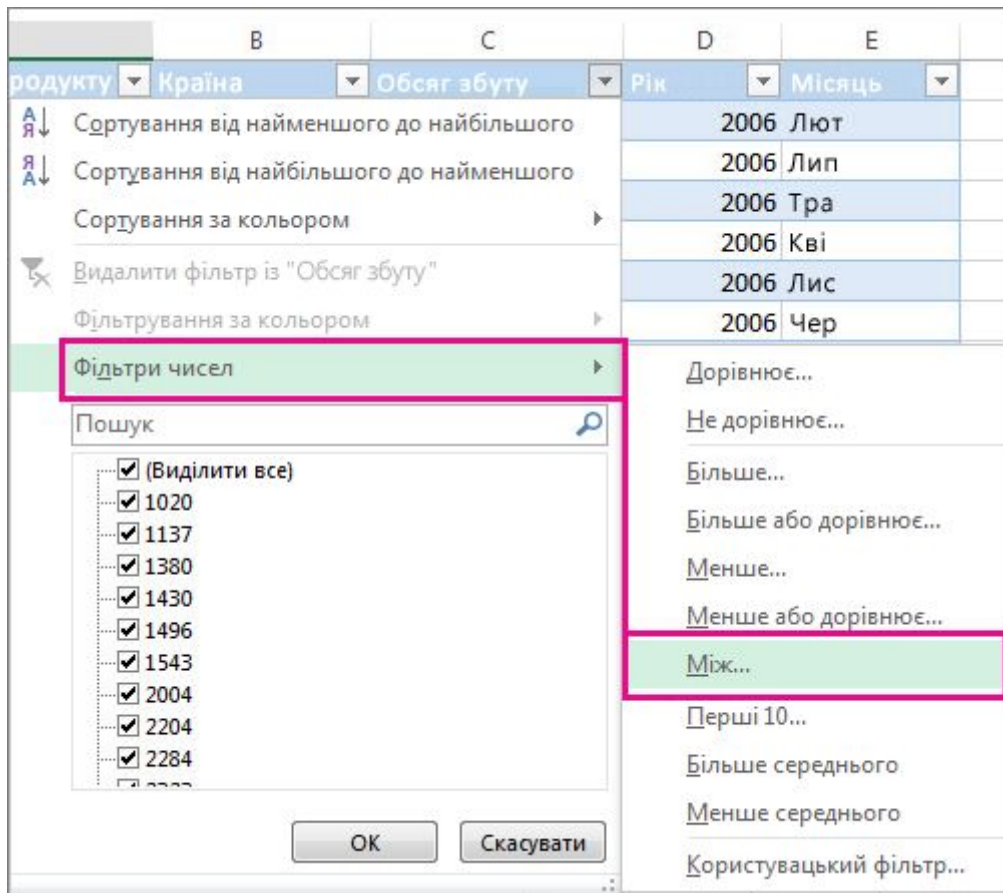 B C D E
родукту Країна Обсяг збуту Рік Місяць
Сортування від найменшого до найбільшого
Сортування від найбільшого до найменшого
Сортування за кольором
Видалити фільтр із "Обсяг збуту"
Фільтрування за кольором
Фільтри чисел
Пошук
(Виділити все)
1020
1137
1380
1430
1496
1543
2004
2204
2284
ОК Скасувати
2006 Лют
2006 Лип
2006 Тра
2006 Кві
2006 Лис
2006 Чер
Дорівнює...
Не дорівнює...
Більше...
Більше або дорівнює...
Менше...
Менше або дорівнює...
Між...
Перші 10...
Більше середнього
Менше середнього
Користувацький фільтр...